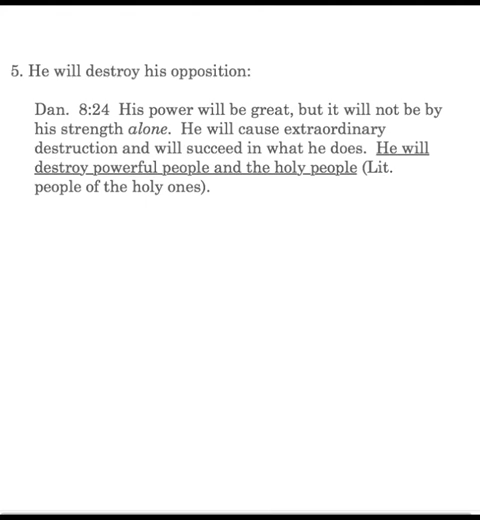 5. He will destroy his opposition:
Dan. 8:24 His power will be great, but it will not be by
his strength alone. He will cause extraordinary
destruction and will succeed in what he does. He will
destroy powerful people and the holy people (Lit.
people of the holy ones).